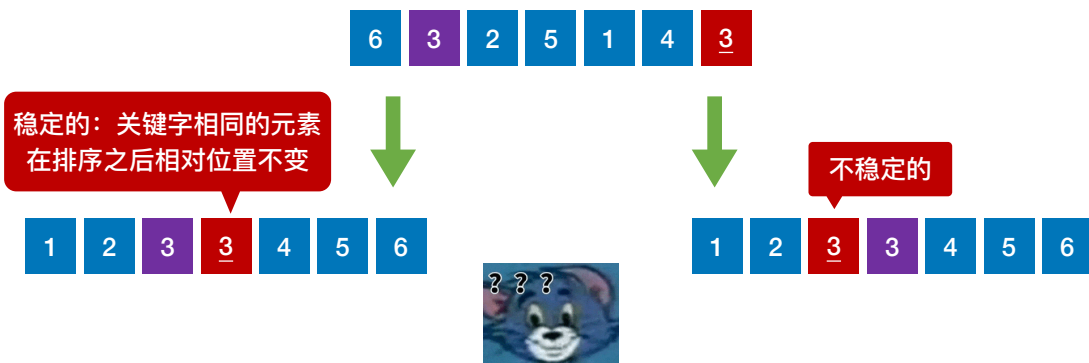 6 3 2 5 1 4 3
稳定的：关键字相同的元素
在排序之后相对位置不变
不稳定的
1 2 3 3 4 5 6
1 2 3 3 4 5 6
? ? ?